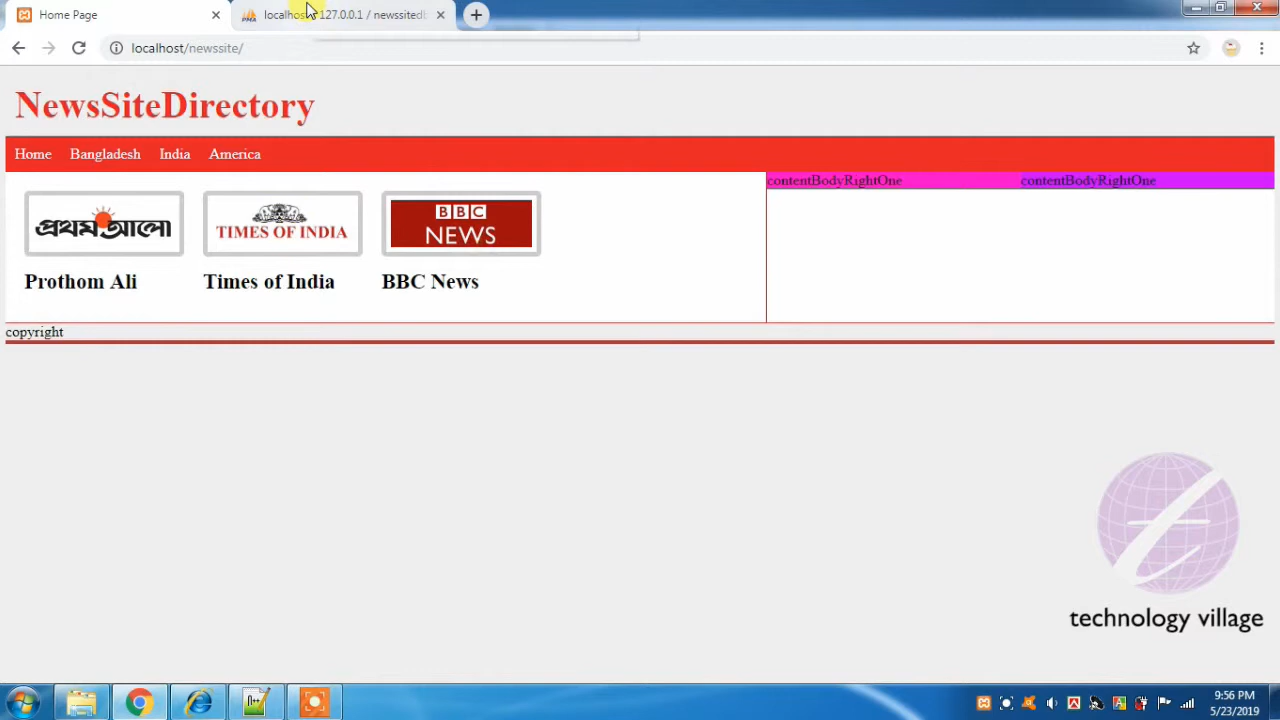 Home Page
localhost / 127.0.0.1 / newssitedb
localhost/newssite/
NewsSiteDirectory
Home Bangladesh India America
contentBodyRightOne contentBodyRightOne
প্রথম আলো
TIMES OF INDIA
BBC
NEWS
Prothom Ali Times of India BBC News
copyright
technology village
9:56 PM
5/23/2019